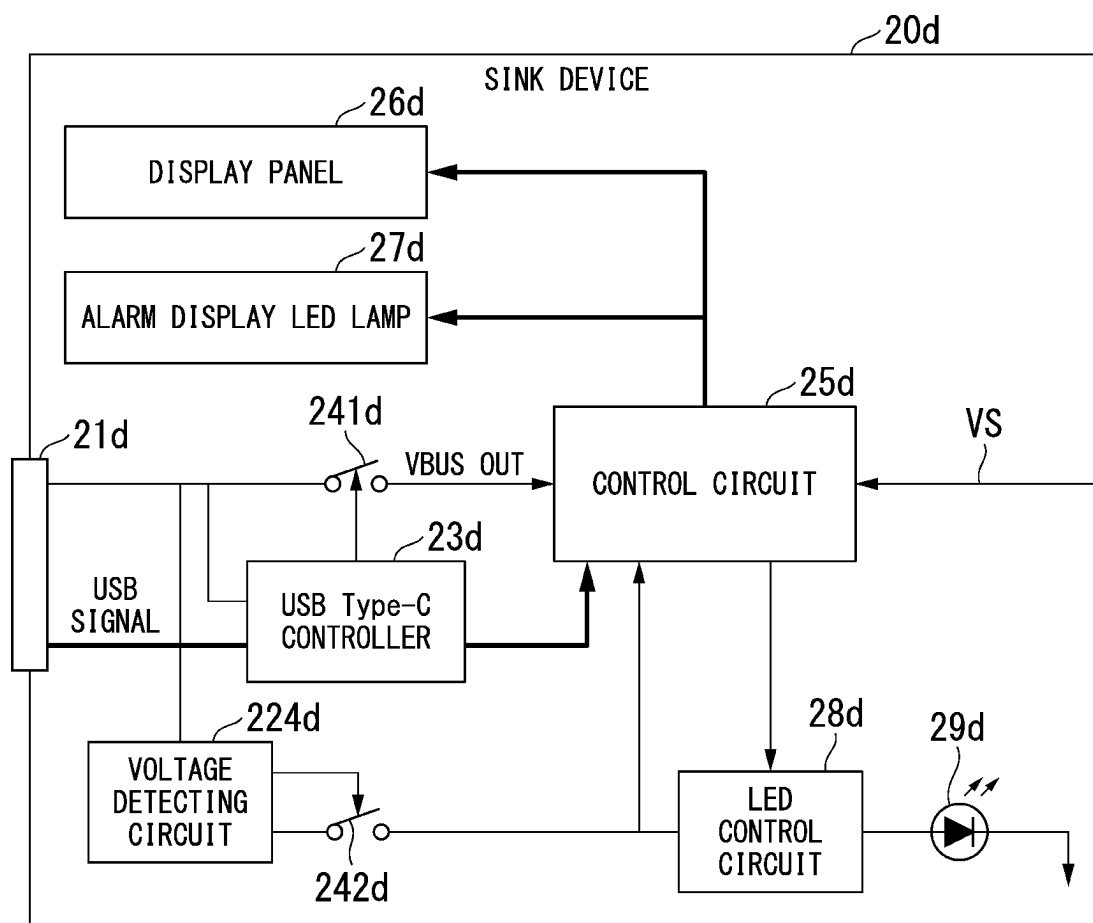 20d
SINK DEVICE
26d
DISPLAY PANEL
27d
ALARM DISPLAY LED LAMP
25d
241d
21d
VS
VBUS OUT
CONTROL CIRCUIT
23d
USB
SIGNAL
USB Type-C
CONTROLLER
224d
28d
29d
VOLTAGE
DETECTING
CIRCUIT
LED
CONTROL
CIRCUIT
242d